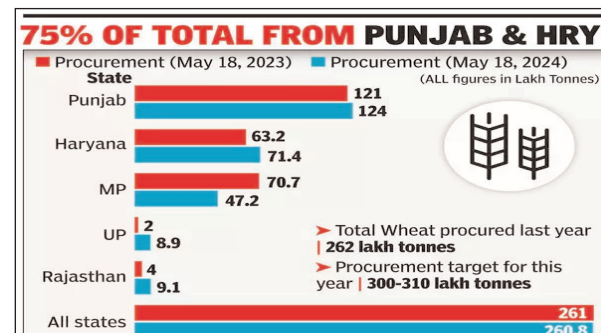 75% OF TOTAL FROM PUNJAB & HRY
Procurement (May 18, 2023) Procurement (May 18, 2024)
State (ALL figures in Lakh Tonnes)
Punjab 121
124
Haryana 63.2
71.4
MP 70.7
47.2
UP 2
8.9
Rajasthan 4
9.1
➤ Total Wheat procured last year
| 262 lakh tonnes
➤ Procurement target for this
year | 300-310 lakh tonnes
All states 261
260.8